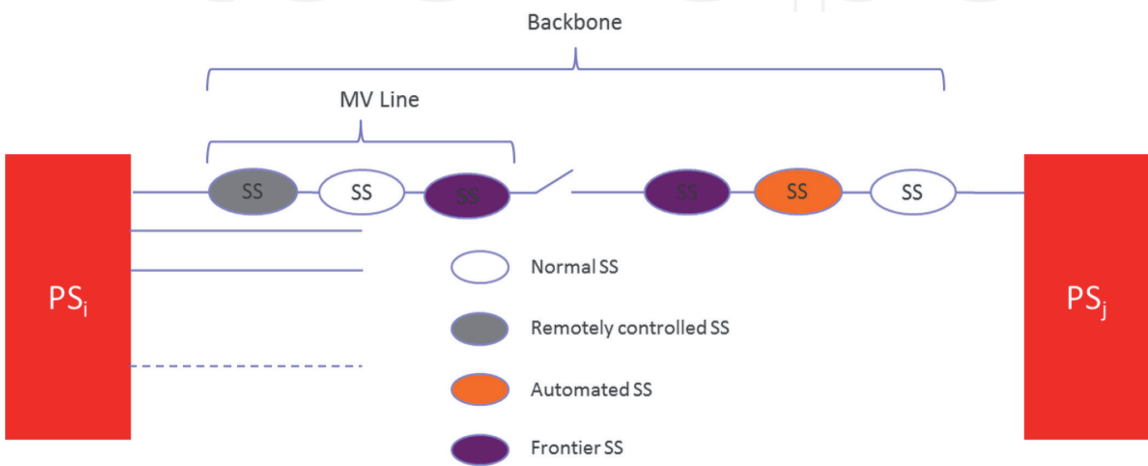 Backbone
MV Line
SS SS SS SS SS SS
PSi
PSj
Normal SS
Remotely controlled SS
Automated SS
Frontier SS